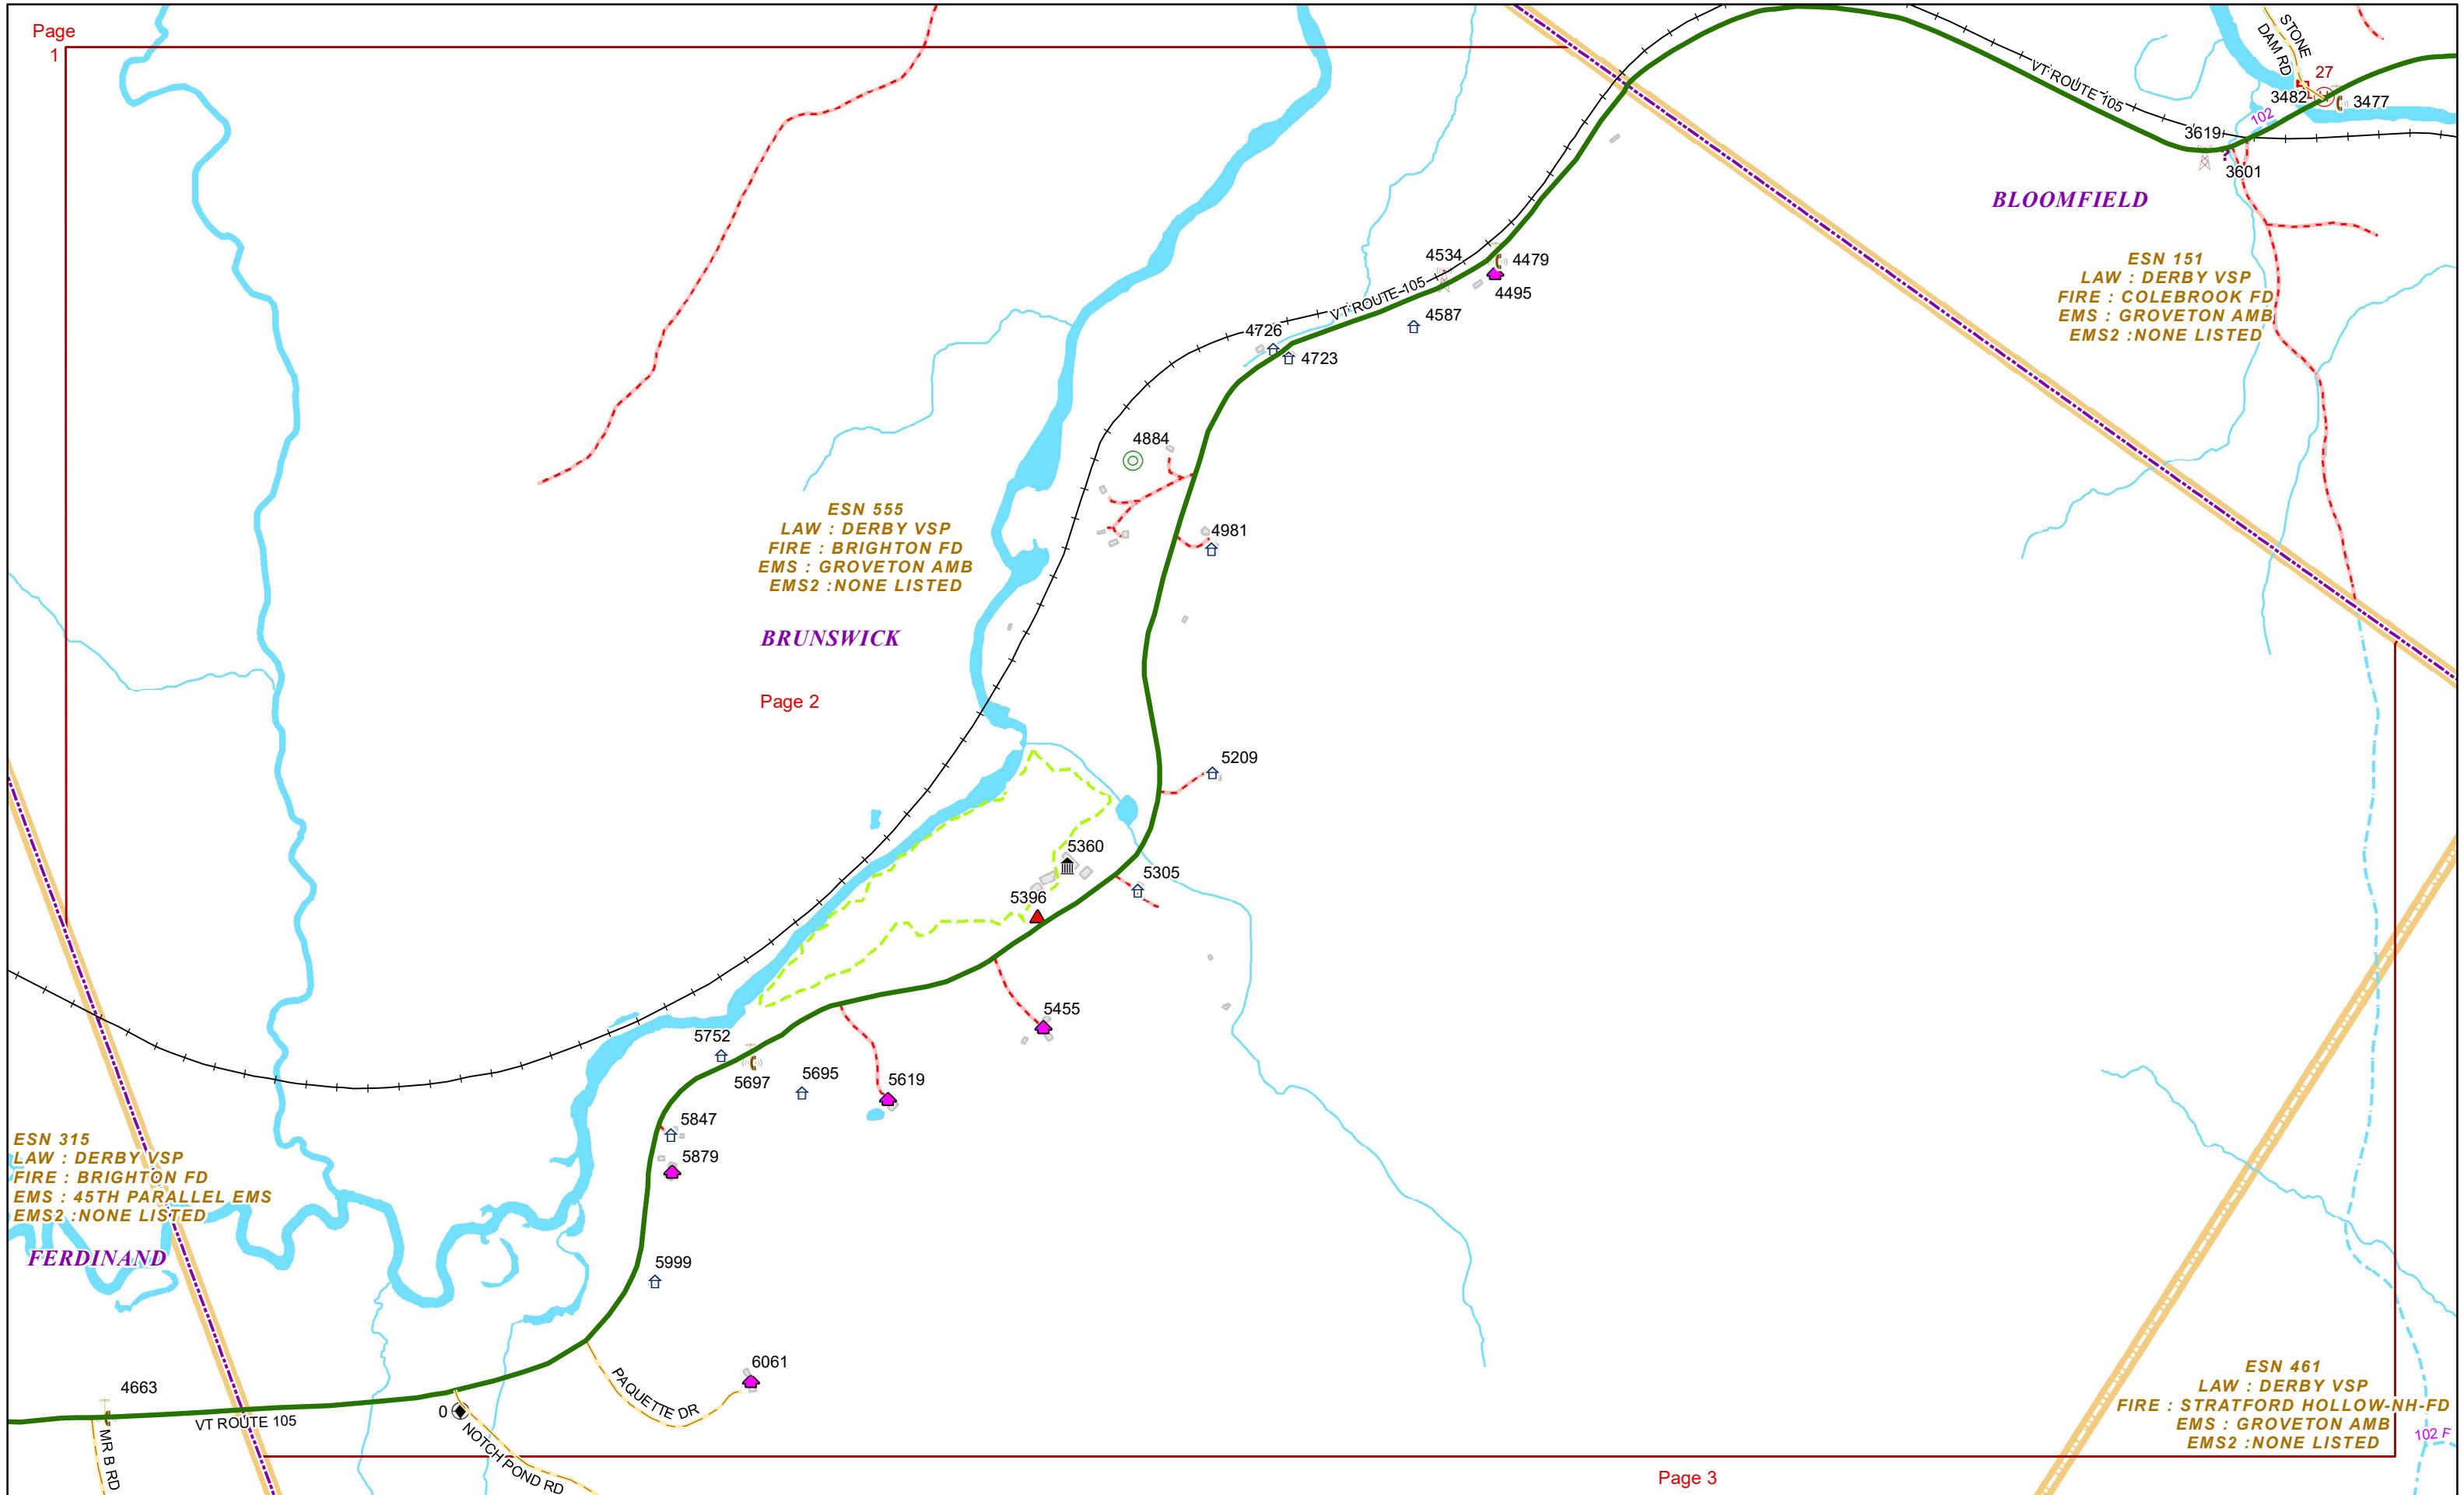 Page
1
STONE
DAM RD
27
3482
3477
102
VT ROUTE 105
3619
3601
BLOOMFIELD
ESN 151
LAW : DERBY VSP
FIRE : COLEBROOK FD
EMS : GROVETON AMB
EMS2 :NONE LISTED
4534
4479
4495
VT ROUTE 105
4587
4726
4723
4884
4981
ESN 555
LAW : DERBY VSP
FIRE : BRIGHTON FD
EMS : GROVETON AMB
EMS2 :NONE LISTED
BRUNSWICK
Page 2
5209
5360
5305
5396
5455
5752
5697
5695
5619
5847
5879
ESN 315
LAW : DERBY VSP
FIRE : BRIGHTON FD
EMS : 45TH PARALLEL EMS
EMS2 :NONE LISTED
FERDINAND
5999
6061
PAQUETTE DR
4663
VT ROUTE 105
MR B RD
0
NOTCH POND RD
ESN 461
LAW : DERBY VSP
FIRE : STRATFORD HOLLOW-NH-FD
EMS : GROVETON AMB
EMS2 :NONE LISTED
102 F
Page 3